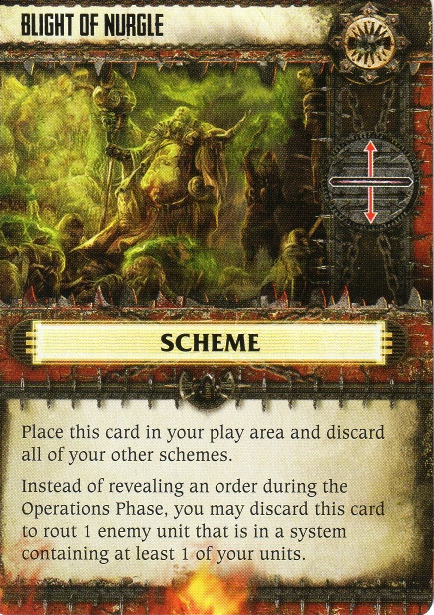 BLIGHT OF NURGLE
SCHEME
Place this card in your play area and discard
all of your other schemes.
Instead of revealing an order during the
Operations Phase, you may discard this card
to rout 1 enemy unit that is in a system
containing at least 1 of your units.